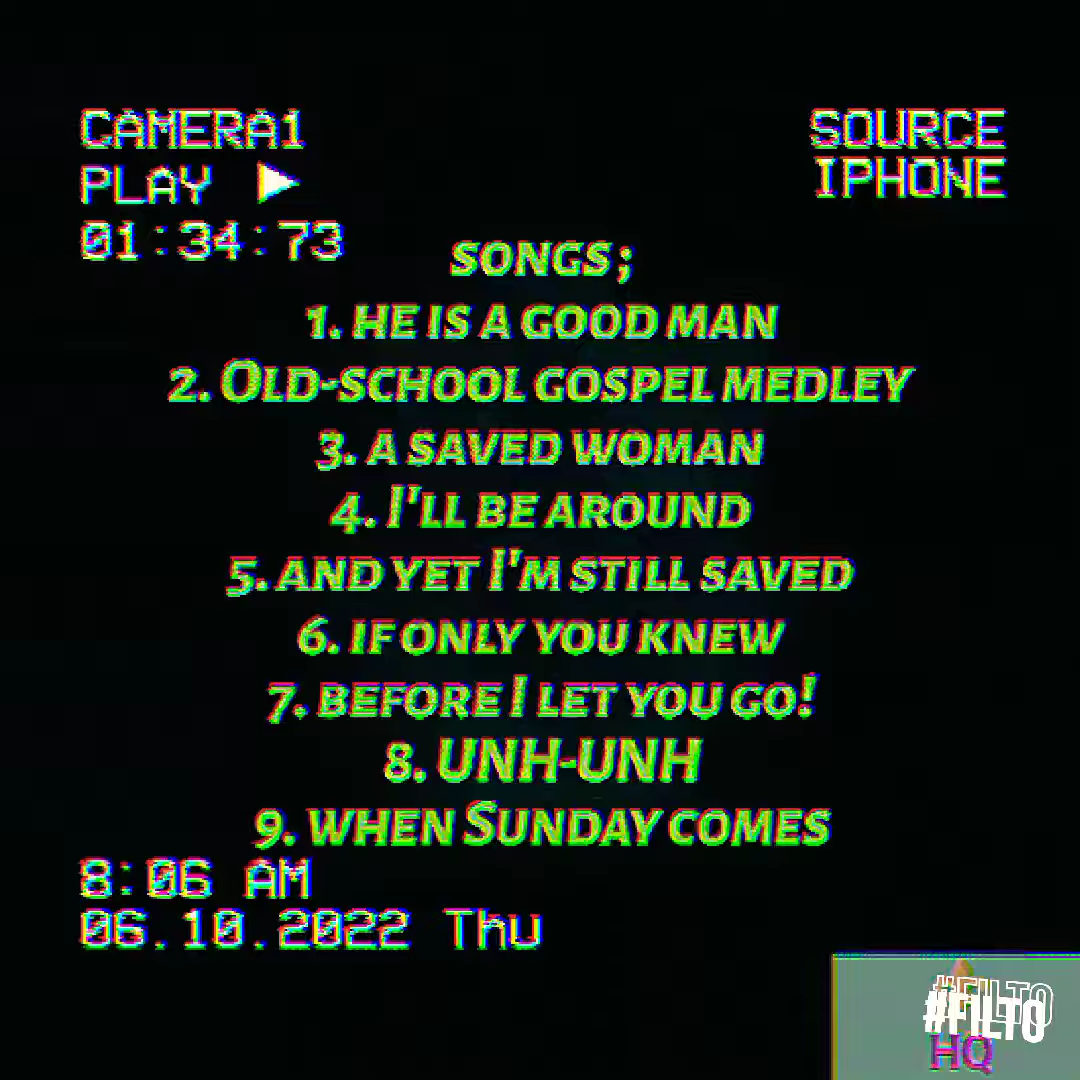 CAMERA1
PLAY ▶
01:34:73
SOURCE
IPHONE
SONGS;
1. HE IS A GOOD MAN
2. OLD-SCHOOL GOSPEL MEDLEY
3. A SAVED WOMAN
4. I'LL BE AROUND
5. AND YET I'M STILL SAVED
6. IF ONLY YOU KNEW
7. BEFORE I LET YOU GO!
8. UNH-UNH
9. WHEN SUNDAY COMES
8:06 AM
06.10.2022 Thu
#FILTO
#FILTO
HQ